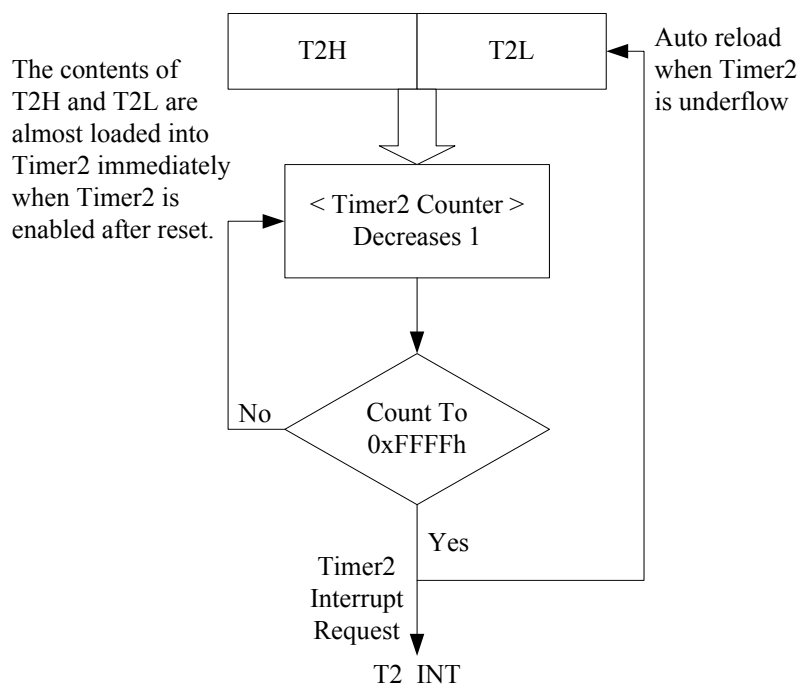 T2H
T2L
Auto reload
when Timer2
is underflow
The contents of
T2H and T2L are
almost loaded into
Timer2 immediately
when Timer2 is
enabled after reset.
< Timer2 Counter >
Decreases 1
Count To
0xFFFFh
No
Yes
Timer2
Interrupt
Request
T2_INT